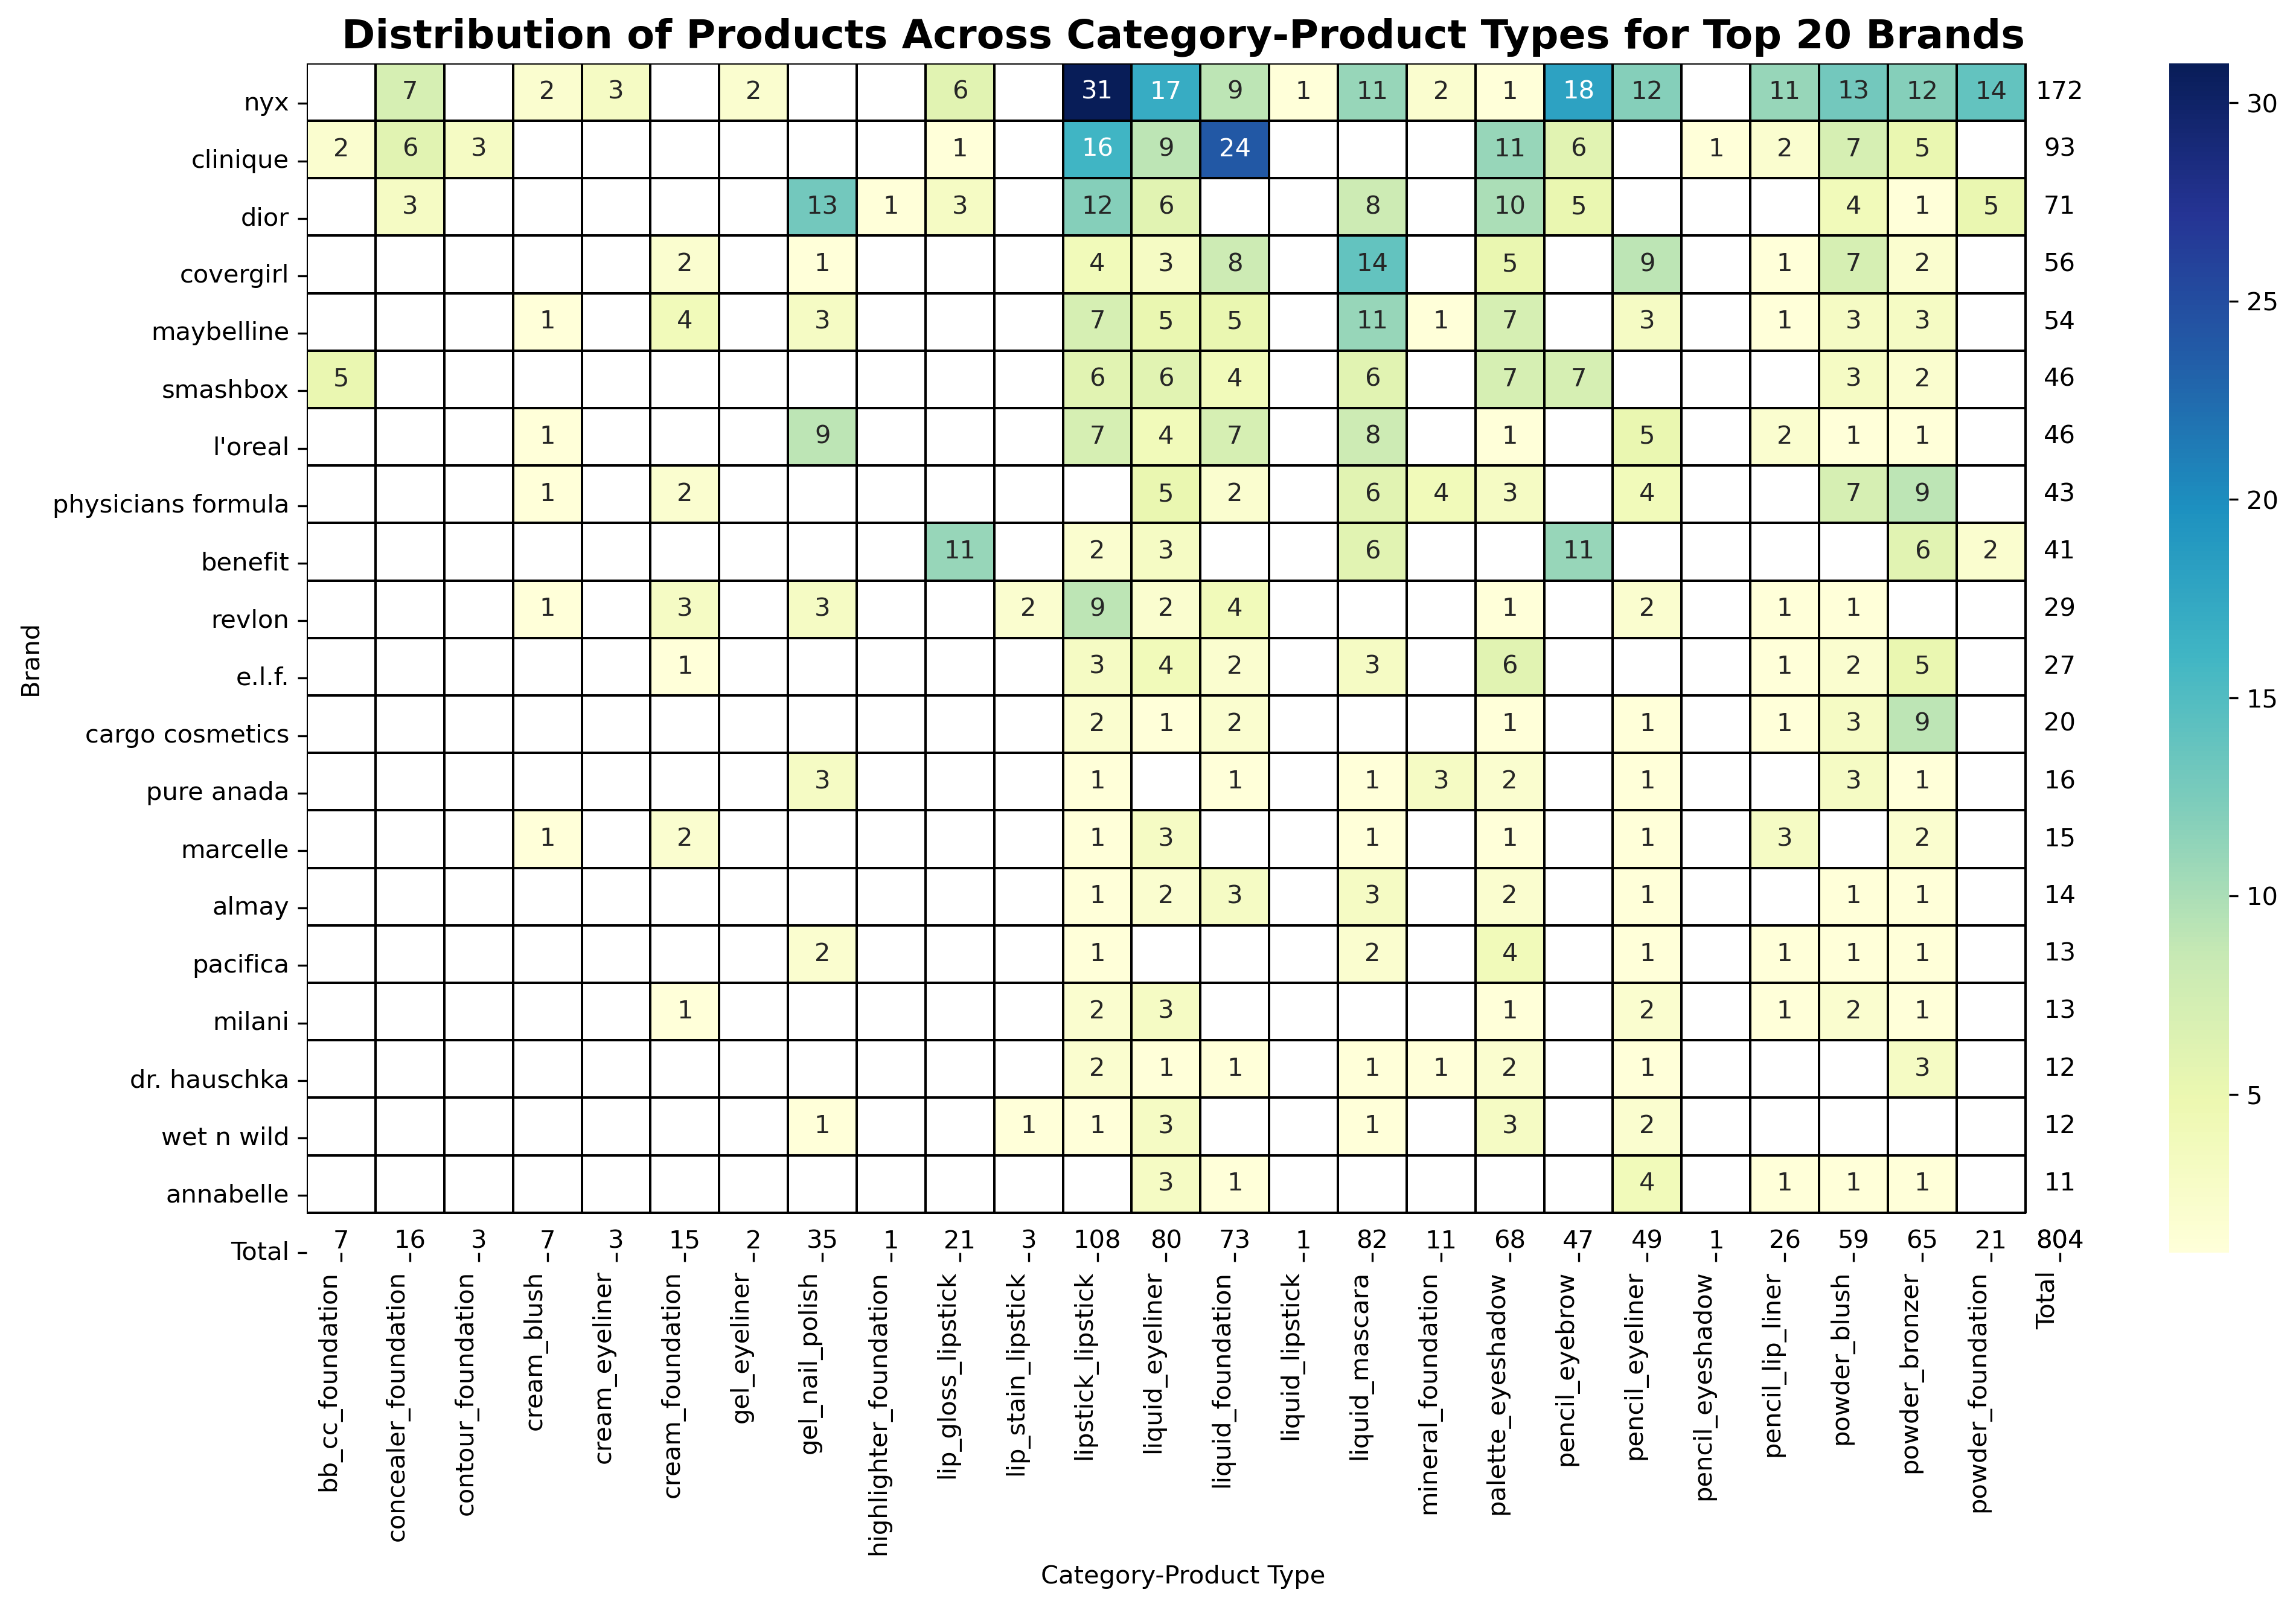 Distribution of Products Across Category-Product Types for Top 20 Brands
nyx 7 2 3 2 6 31 17 9 1 11 2 1 18 12 11 13 12 14 172
clinique 2 6 3 1 16 9 24 11 6 1 2 7 5 93
dior 3 13 1 3 12 6 8 10 5 4 1 5 71
covergirl 2 1 4 3 8 14 5 9 1 7 2 56
maybelline 1 4 3 7 5 5 11 1 7 3 1 3 3 54
smashbox 5 6 6 4 6 7 7 3 2 46
l'oreal 1 9 7 4 7 8 1 5 2 1 1 46
physicians formula 1 2 5 2 6 4 3 4 7 9 43
benefit 11 2 3 6 11 6 2 41
revlon 1 3 3 2 9 2 4 1 2 1 1 29
e.l.f. 1 3 4 2 3 6 1 2 5 27
cargo cosmetics 2 1 2 1 1 1 3 9 20
pure anada 3 1 1 1 3 2 1 3 1 16
marcelle 1 2 1 3 1 1 1 3 2 15
almay 1 2 3 3 2 1 1 1 14
pacifica 2 1 2 4 1 1 1 1 13
milani 1 2 3 1 2 1 2 1 13
dr. hauschka 2 1 1 1 1 2 1 3 12
wet n wild 1 1 1 3 1 3 2 12
annabelle 3 1 4 1 1 1 11
Total 7 16 3 7 3 15 2 35 1 21 3 108 80 73 1 82 11 68 47 49 1 26 59 65 21 804
bb_cc_foundation
concealer_foundation
contour_foundation
cream_blush
cream_eyeliner
cream_foundation
gel_eyeliner
gel_nail_polish
highlighter_foundation
lip_gloss_lipstick
lip_stain_lipstick
lipstick_lipstick
liquid_eyeliner
liquid_foundation
liquid_lipstick
liquid_mascara
mineral_foundation
palette_eyeshadow
pencil_eyebrow
pencil_eyeliner
pencil_eyeshadow
pencil_lip_liner
powder_blush
powder_bronzer
powder_foundation
Total
Category-Product Type
Brand
30
25
20
15
10
5